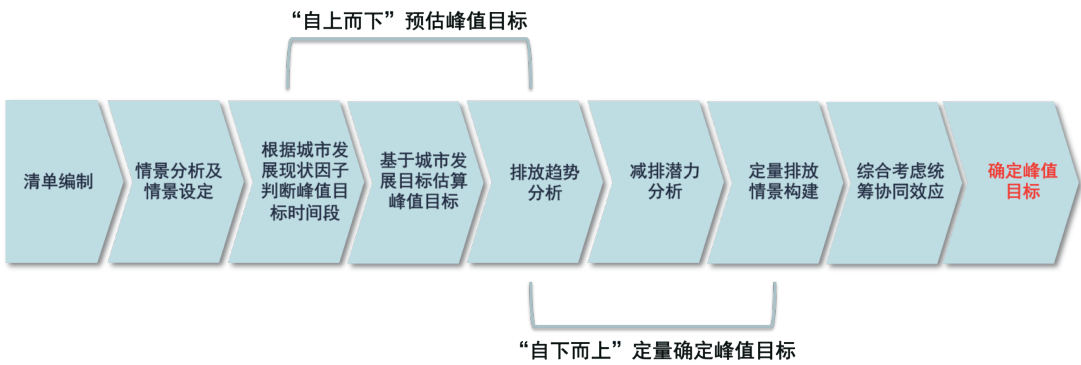 “自上而下”预估峰值目标
清单编制
情景分析及
情景设定
根据城市发
展现状因子
判断峰值目
标时间段
基于城市发
展目标估算
峰值目标
排放趋势
分析
减排潜力
分析
定量排放
情景构建
综合考虑统
筹协同效应
确定峰值
目标
“自下而上”定量确定峰值目标